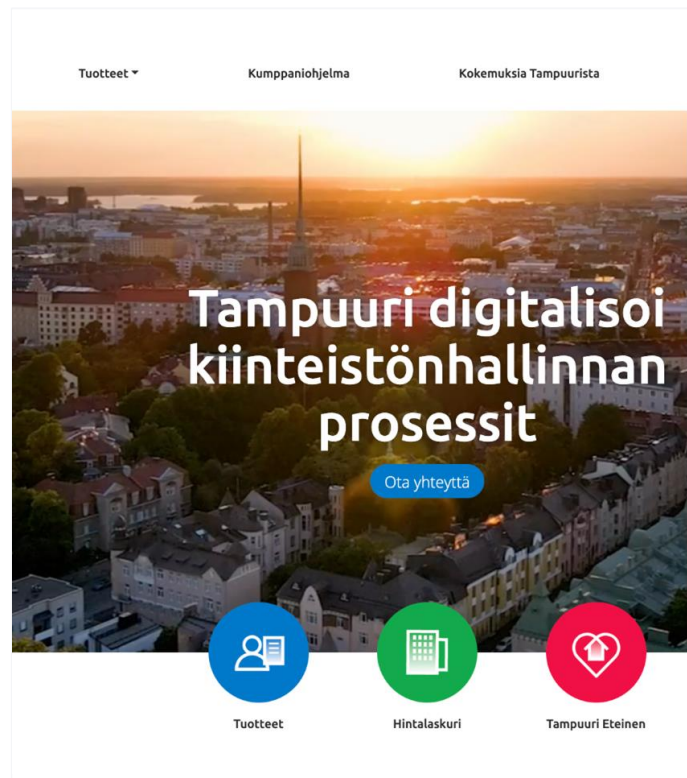 Tuotteet
Kumppaniohjelma
Kokemuksia Tampuurista
Tampuuri digitalisoi
kiinteistönhallinnan
prosessit
Ota yhteyttä
Tuotteet
Hintalaskuri
Tampuuri Eteinen